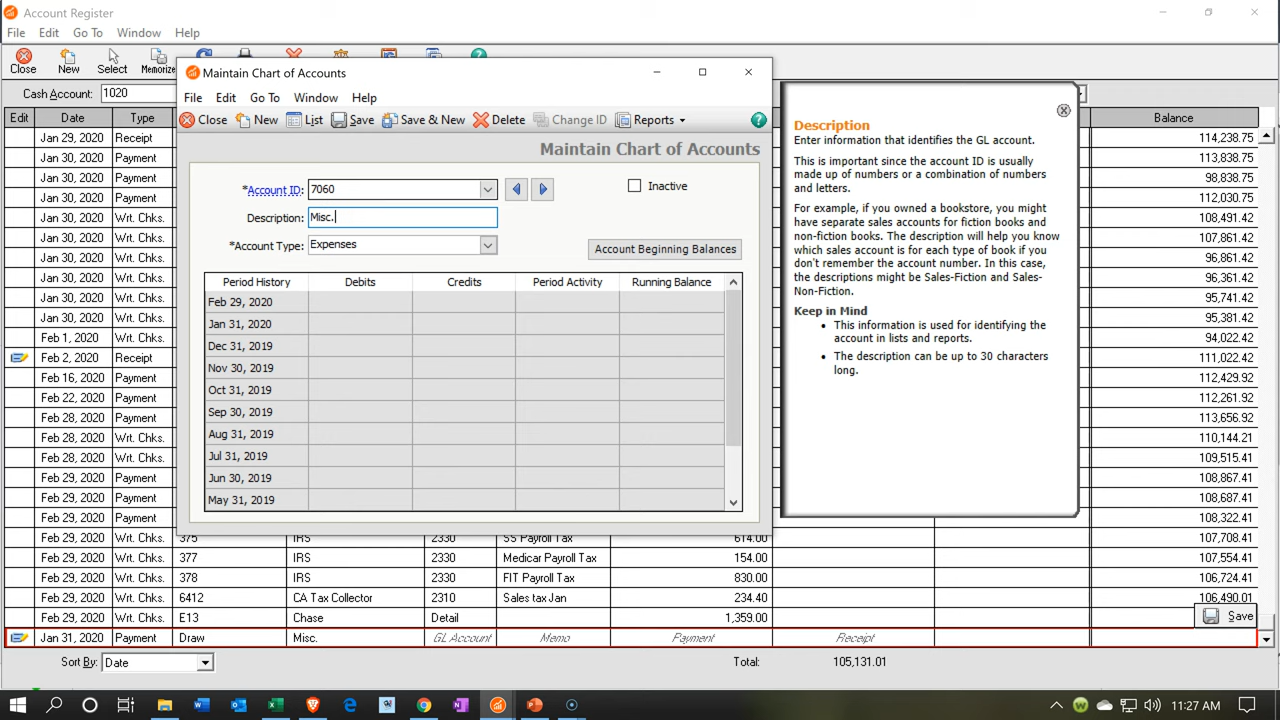 Account Register
File Edit Go To Window Help
Close New Select Memorize
Cash Account: 1020
Edit Date Type Balance
Jan 29, 2020 Receipt 114,238.75
Jan 30, 2020 Payment 113,838.75
Jan 30, 2020 Payment 98,838.75
Jan 30, 2020 Payment 112,030.75
Jan 30, 2020 Wrt. Chks. 108,491.42
Jan 30, 2020 Wrt. Chks. 107,861.42
Jan 30, 2020 Wrt. Chks. 96,861.42
Jan 30, 2020 Wrt. Chks. 96,361.42
Jan 30, 2020 Wrt. Chks. 95,741.42
Jan 30, 2020 Wrt. Chks. 95,381.42
Feb 1, 2020 Wrt. Chks. 94,022.42
Feb 2, 2020 Receipt 111,022.42
Feb 16, 2020 Payment 112,429.92
Feb 22, 2020 Payment 112,261.92
Feb 28, 2020 Payment 113,656.92
Feb 28, 2020 Wrt. Chks. 110,144.21
Feb 28, 2020 Wrt. Chks. 109,515.41
Feb 29, 2020 Payment 108,867.41
Feb 29, 2020 Payment 108,687.41
Feb 29, 2020 Payment 108,322.41
Feb 29, 2020 Wrt. Chks. 375 IRS 2330 SS Payroll Tax 614.00 107,708.41
Feb 29, 2020 Wrt. Chks. 377 IRS 2330 Medicar Payroll Tax 154.00 107,554.41
Feb 29, 2020 Wrt. Chks. 378 IRS 2330 FIT Payroll Tax 830.00 106,724.41
Feb 29, 2020 Wrt. Chks. 6412 CA Tax Collector 2310 Sales tax Jan 234.40 106,490.01
Feb 29, 2020 Wrt. Chks. E13 Chase Detail 1,359.00
Save
Jan 31, 2020 Payment Draw Misc. GL Account Memo Payment Receipt
Sort By: Date Total: 105,131.01
Maintain Chart of Accounts
File Edit Go To Window Help
Close New List Save Save & New Delete Change ID Reports
Maintain Chart of Accounts
*Account ID: 7060 Inactive
Description: Misc.
*Account Type: Expenses Account Beginning Balances
Period History Debits Credits Period Activity Running Balance
Feb 29, 2020
Jan 31, 2020
Dec 31, 2019
Nov 30, 2019
Oct 31, 2019
Sep 30, 2019
Aug 31, 2019
Jul 31, 2019
Jun 30, 2019
May 31, 2019
Description
Enter information that identifies the GL account.
This is important since the account ID is usually
made up of numbers or a combination of numbers
and letters.
For example, if you owned a bookstore, you might
have separate sales accounts for fiction books and
non-fiction books. The description will help you know
which sales account is for each type of book if you
don't remember the account number. In this case,
the descriptions might be Sales-Fiction and Sales-
Non-Fiction.
Keep in Mind
This information is used for identifying the
account in lists and reports.
The description can be up to 30 characters
long.
11:27 AM